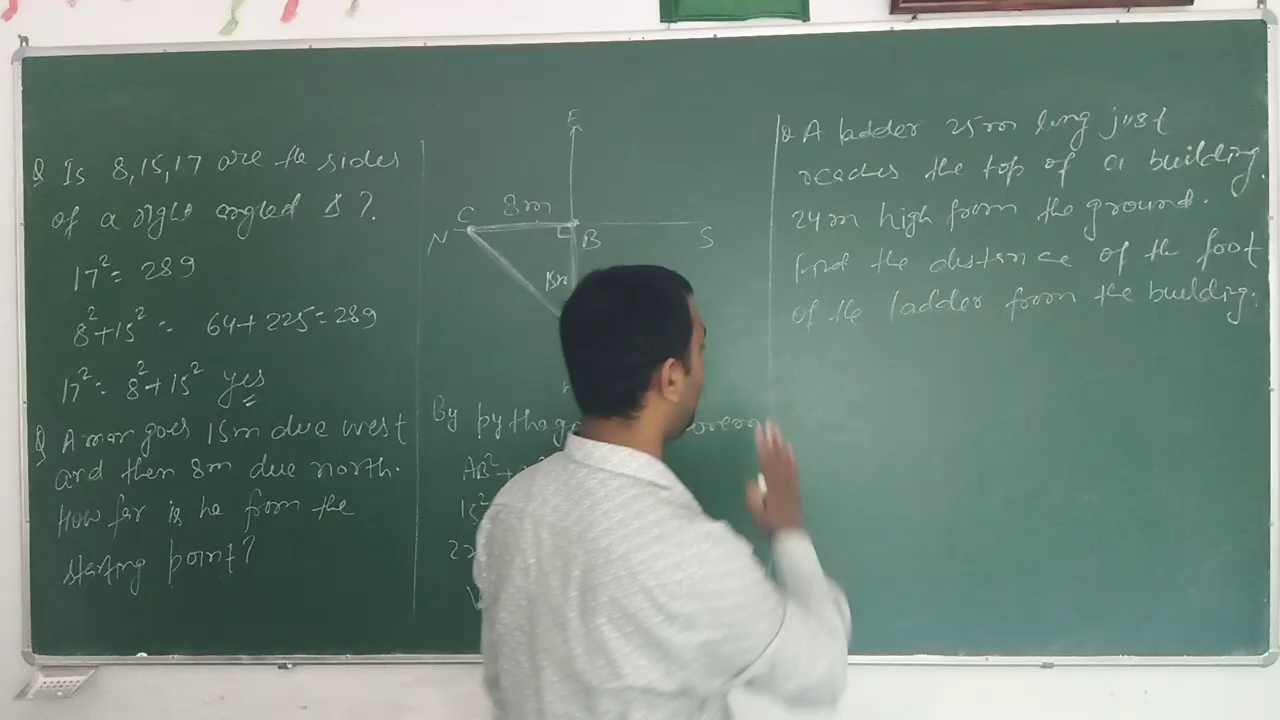 Q Is 8,15,17 are the sides
of a right angled Δ ?.
17² = 289
8²+15² = 64+225=289
17² = 8²+15² yes
Q A man goes 15m due west
and then 8m due north.
How far is he from the
starting point?
E
C 8m
N B S
15m
By
AB²+
15²
Q A ladder 25m long just
reaches the top of a building
24m high from the ground.
find the distance of the foot
of the ladder from the building.